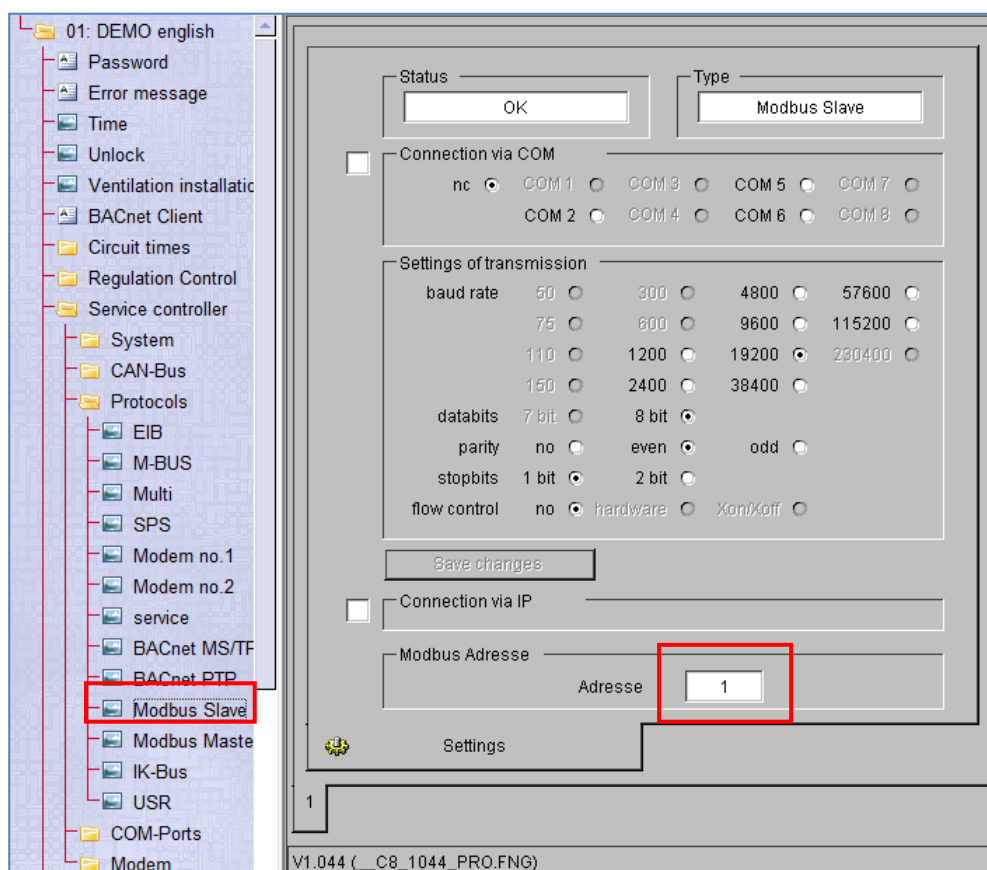 01: DEMO english
Password
Error message
Time
Unlock
Ventilation installatic
BACnet Client
Circuit times
Regulation Control
Service controller
System
CAN-Bus
Protocols
EIB
M-BUS
Multi
SPS
Modem no.1
Modem no.2
service
BACnet MS/TF
BACnet PTP
Modbus Slave
Modbus Maste
IK-Bus
USR
COM-Ports
Modem
Status
OK
Type
Modbus Slave
Connection via COM
nc COM 1 COM 3 COM 5 COM 7
COM 2 COM 4 COM 6 COM 8
Settings of transmission
baud rate 50 300 4800 57600
75 600 9600 115200
110 1200 19200 230400
150 2400 38400
databits 7 bit 8 bit
parity no even odd
stopbits 1 bit 2 bit
flow control no hardware Xon/Xoff
Save changes
Connection via IP
Modbus Adresse
Adresse 1
Settings
1
V1.044 (__C8_1044_PRO.FNG)